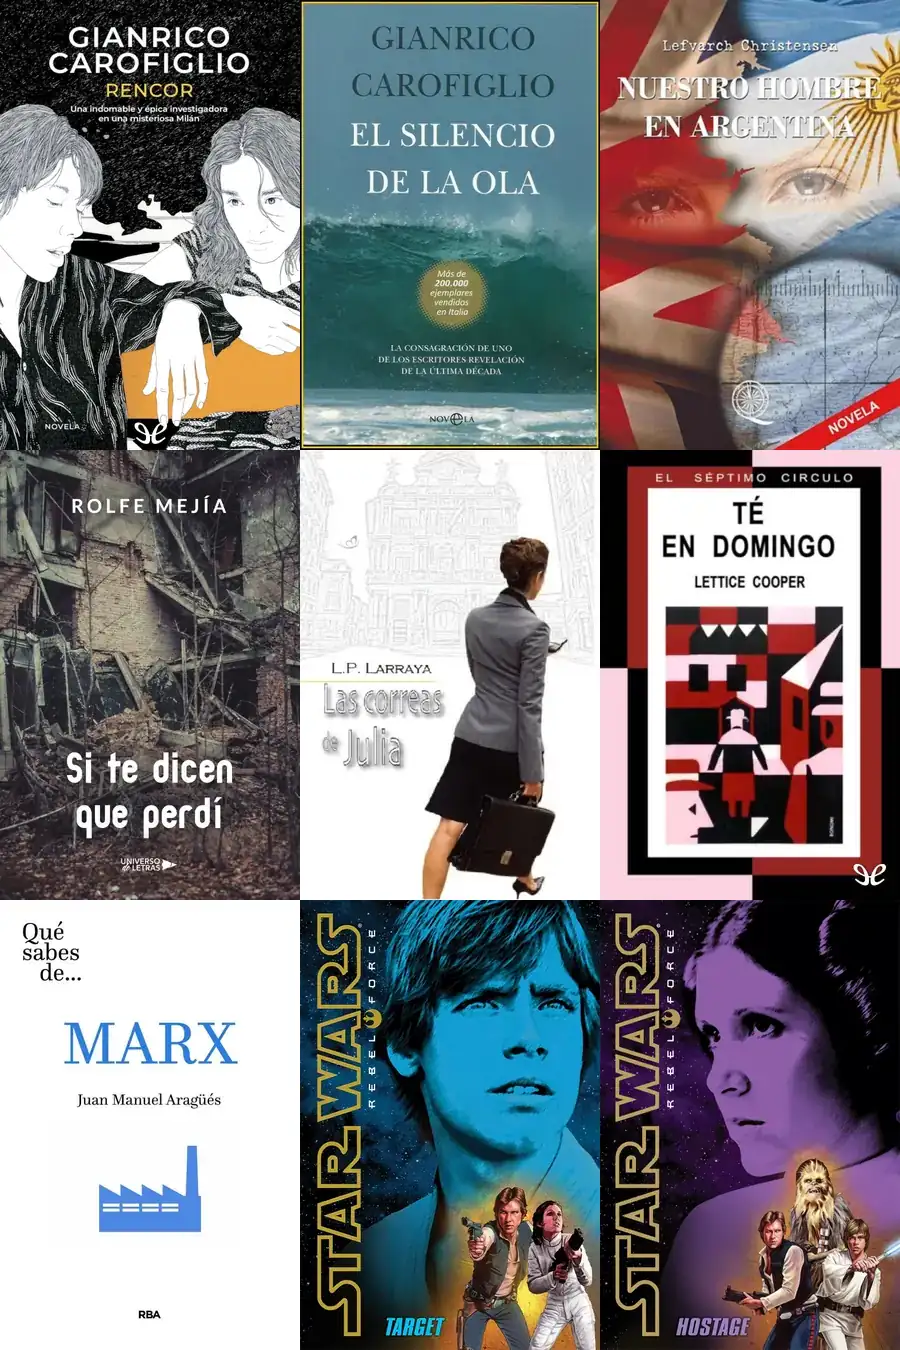 GIANRICO
CAROFIGLIO
RENCOR
Una indomable y épica investigadora
en una misteriosa Milán
NOVELA
GIANRICO
CAROFIGLIO
EL SILENCIO
DE LA OLA
Más de
200.000
ejemplares
vendidos
en Italia
LA CONSAGRACIÓN DE UNO
DE LOS ESCRITORES REVELACIÓN
DE LA ÚLTIMA DÉCADA
NOVELA
Lefvarch Christensen
NUESTRO HOMBRE
EN ARGENTINA
NOVELA
ROLFE MEJÍA
Si te dicen
que perdí
UNIVERSO
de LETRAS
L.P. LARRAYA
Las correas
de Julia
EL SÉPTIMO CIRCULO
TÉ
EN DOMINGO
LETTICE COOPER
BONOMI
Qué
sabes
de...
MARX
Juan Manuel Aragüés
RBA
STAR WARS
REBEL FORCE
TARGET
STAR WARS
REBEL FORCE
HOSTAGE